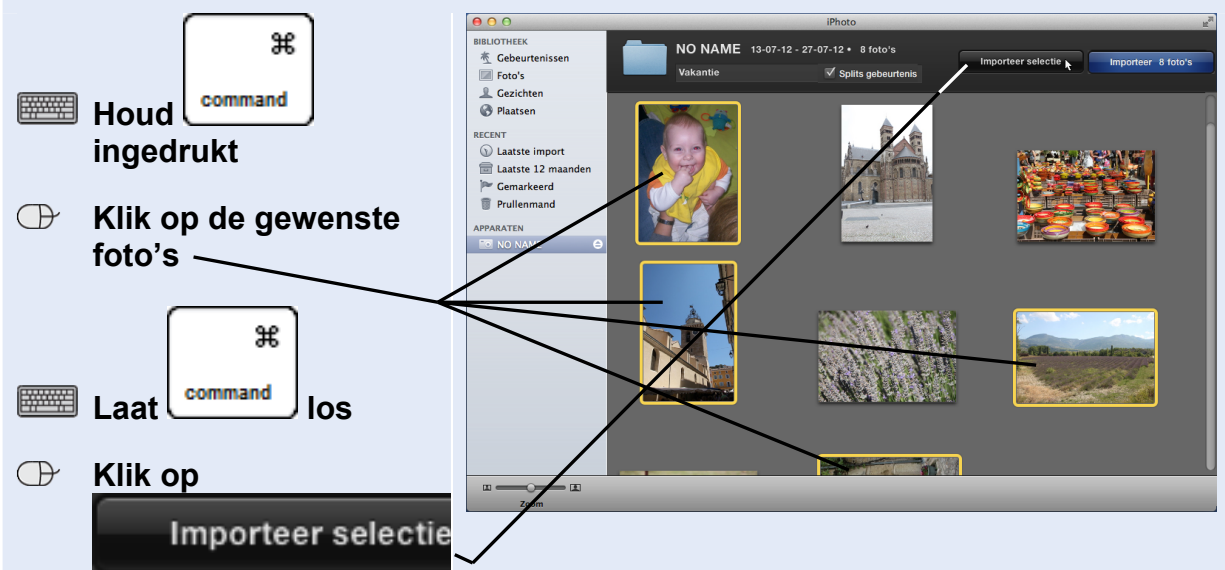 ⌘
command
Houd
ingedrukt
Klik op de gewenste
foto's
⌘
command
Laat los
Klik op
Importeer selectie
iPhoto
BIBLIOTHEEK
Gebeurtenissen
Foto's
Gezichten
Plaatsen
RECENT
Laatste import
Laatste 12 maanden
Gemarkeerd
Prullenmand
APPARATEN
NO NAME
NO NAME 13-07-12 - 27-07-12 • 8 foto's
Vakantie Splits gebeurtenis
Importeer selectie Importeer 8 foto's
Zoom